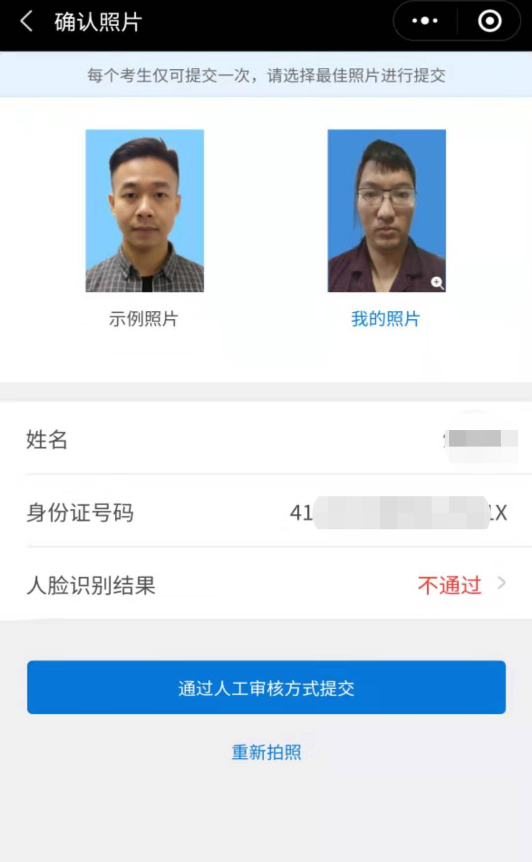 确认照片
每个考生仅可提交一次，请选择最佳照片进行提交
示例照片
我的照片
姓名
身份证号码 41 X
人脸识别结果 不通过
通过人工审核方式提交
重新拍照